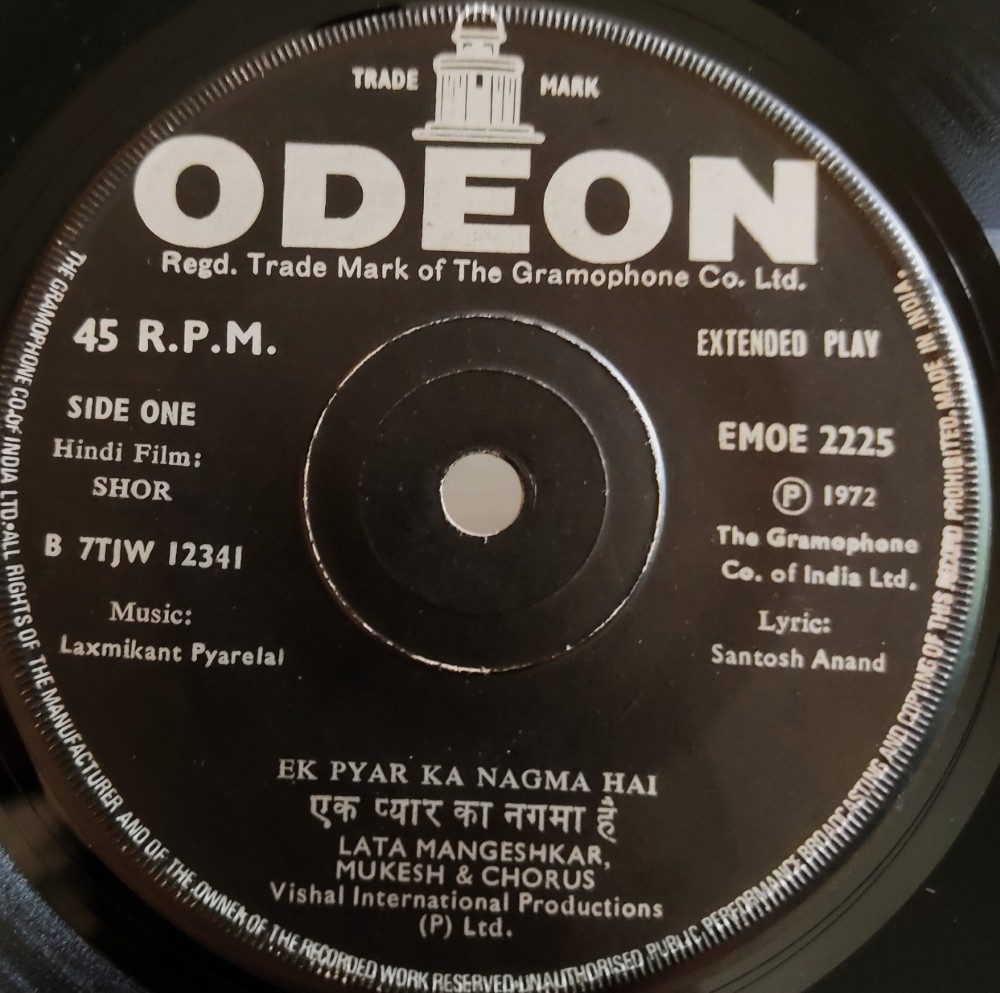 TRADE MARK
ODEON
Regd. Trade Mark of The Gramophone Co. Ltd.
45 R.P.M.
EXTENDED PLAY
SIDE ONE
Hindi Film:
SHOR
B 7TJW 12341
Music:
Laxmikant Pyarelal
EMOE 2225
Ⓟ 1972
The Gramophone
Co. of India Ltd.
Lyric:
Santosh Anand
EK PYAR KA NAGMA HAI
एक प्यार का नगमा है
LATA MANGESHKAR,
MUKESH & CHORUS
Vishal International Productions
(P) Ltd.
THE GRAMOPHONE CO. OF INDIA LTD. ALL RIGHTS OF THE MANUFACTURER AND OF THE OWNER OF THE RECORDED WORK RESERVED. UNAUTHORISED PUBLIC PERFORMANCE BROADCASTING AND COPYING OF THIS RECORD PROHIBITED. MADE IN INDIA.